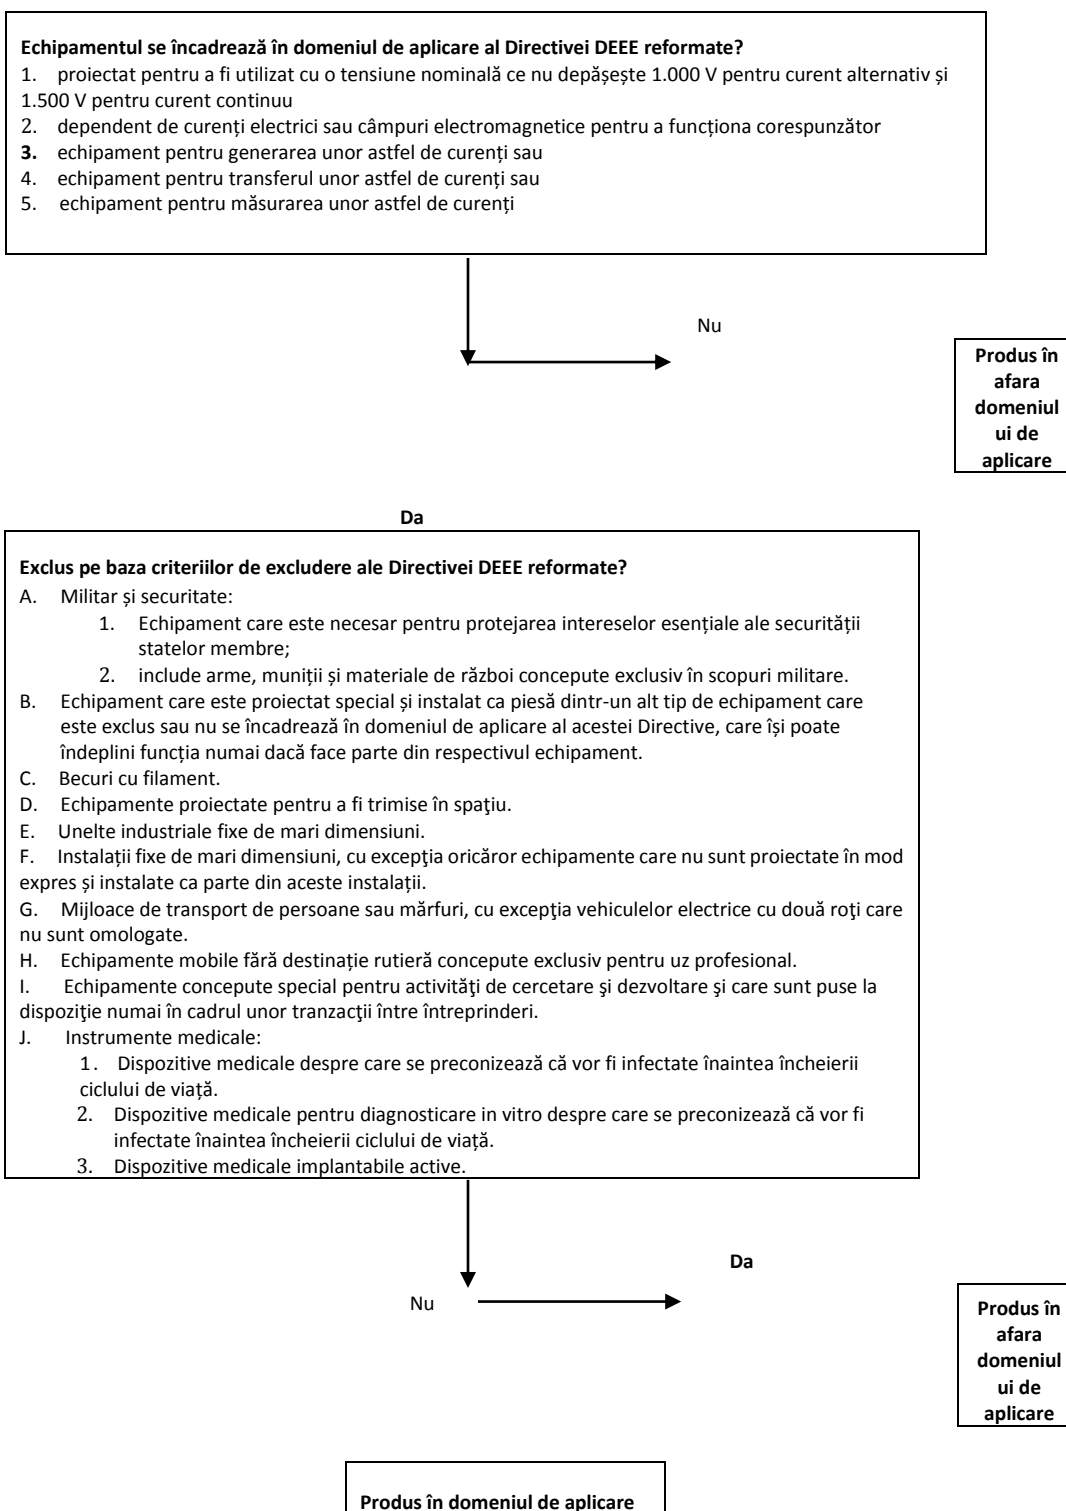 Echipamentul se încadrează în domeniul de aplicare al Directivei DEEE reformate?
1. proiectat pentru a fi utilizat cu o tensiune nominală ce nu depășește 1.000 V pentru curent alternativ și
1.500 V pentru curent continuu
2. dependent de curenți electrici sau câmpuri electromagnetice pentru a funcționa corespunzător
3. echipament pentru generarea unor astfel de curenți sau
4. echipament pentru transferul unor astfel de curenți sau
5. echipament pentru măsurarea unor astfel de curenți
Nu
Produs în
afara
domeniul
ui de
aplicare
Da
Exclus pe baza criteriilor de excludere ale Directivei DEEE reformate?
A. Militar și securitate:
1. Echipament care este necesar pentru protejarea intereselor esențiale ale securității
statelor membre;
2. include arme, muniții și materiale de război concepute exclusiv în scopuri militare.
B. Echipament care este proiectat special și instalat ca piesă dintr-un alt tip de echipament care
este exclus sau nu se încadrează în domeniul de aplicare al acestei Directive, care își poate
îndeplini funcția numai dacă face parte din respectivul echipament.
C. Becuri cu filament.
D. Echipamente proiectate pentru a fi trimise în spaţiu.
E. Unelte industriale fixe de mari dimensiuni.
F. Instalații fixe de mari dimensiuni, cu excepţia oricăror echipamente care nu sunt proiectate în mod
expres și instalate ca parte din aceste instalații.
G. Mijloace de transport de persoane sau mărfuri, cu excepţia vehiculelor electrice cu două roţi care
nu sunt omologate.
H. Echipamente mobile fără destinație rutieră concepute exclusiv pentru uz profesional.
I. Echipamente concepute special pentru activităţi de cercetare şi dezvoltare şi care sunt puse la
dispoziţie numai în cadrul unor tranzacţii între întreprinderi.
J. Instrumente medicale:
1. Dispozitive medicale despre care se preconizează că vor fi infectate înaintea încheierii
ciclului de viață.
2. Dispozitive medicale pentru diagnosticare in vitro despre care se preconizează că vor fi
infectate înaintea încheierii ciclului de viață.
3. Dispozitive medicale implantabile active.
Da
Nu
Produs în
afara
domeniul
ui de
aplicare
Produs în domeniul de aplicare